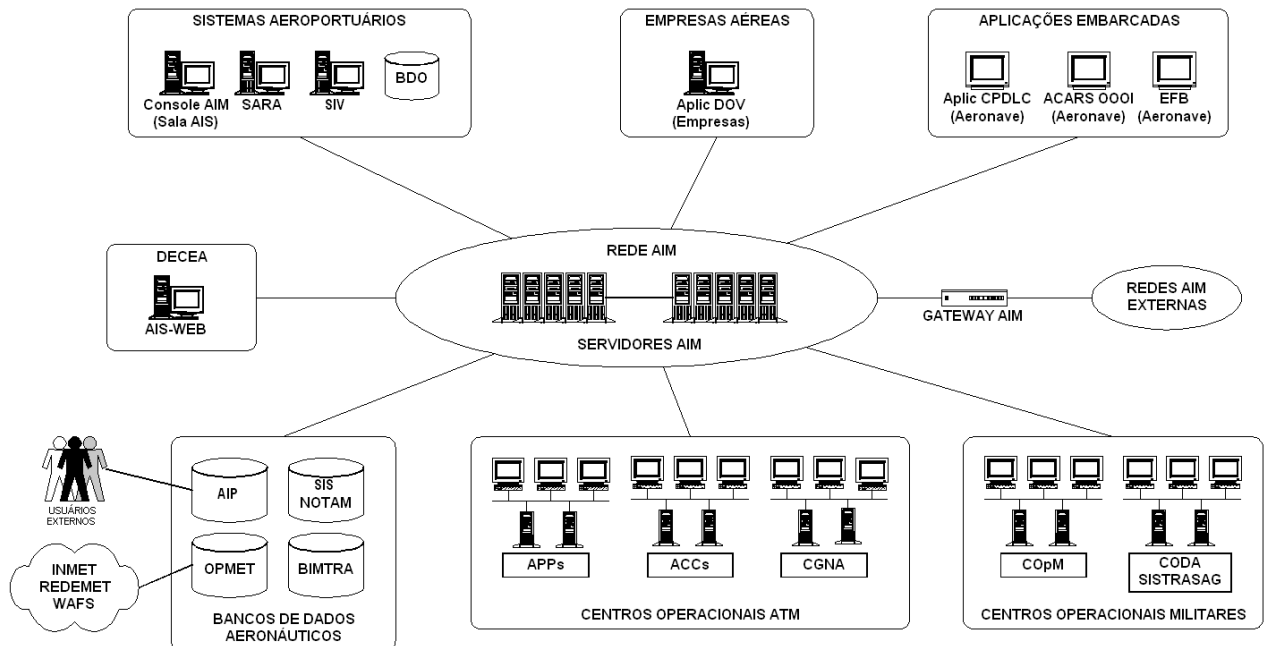 SISTEMAS AEROPORTUÁRIOS
Console AIM
(Sala AIS)
SARA
SIV
BDO
EMPRESAS AÉREAS
Aplic DOV
(Empresas)
APLICAÇÕES EMBARCADAS
Aplic CPDLC
(Aeronave)
ACARS OOOI
(Aeronave)
EFB
(Aeronave)
DECEA
AIS-WEB
REDE AIM
SERVIDORES AIM
GATEWAY AIM
REDES AIM
EXTERNAS
USUÁRIOS
EXTERNOS
INMET
REDEMET
WAFS
AIP
SIS
NOTAM
OPMET
BIMTRA
BANCOS DE DADOS
AERONÁUTICOS
APPs
ACCs
CGNA
CENTROS OPERACIONAIS ATM
COpM
CODA
SISTRASAG
CENTROS OPERACIONAIS MILITARES